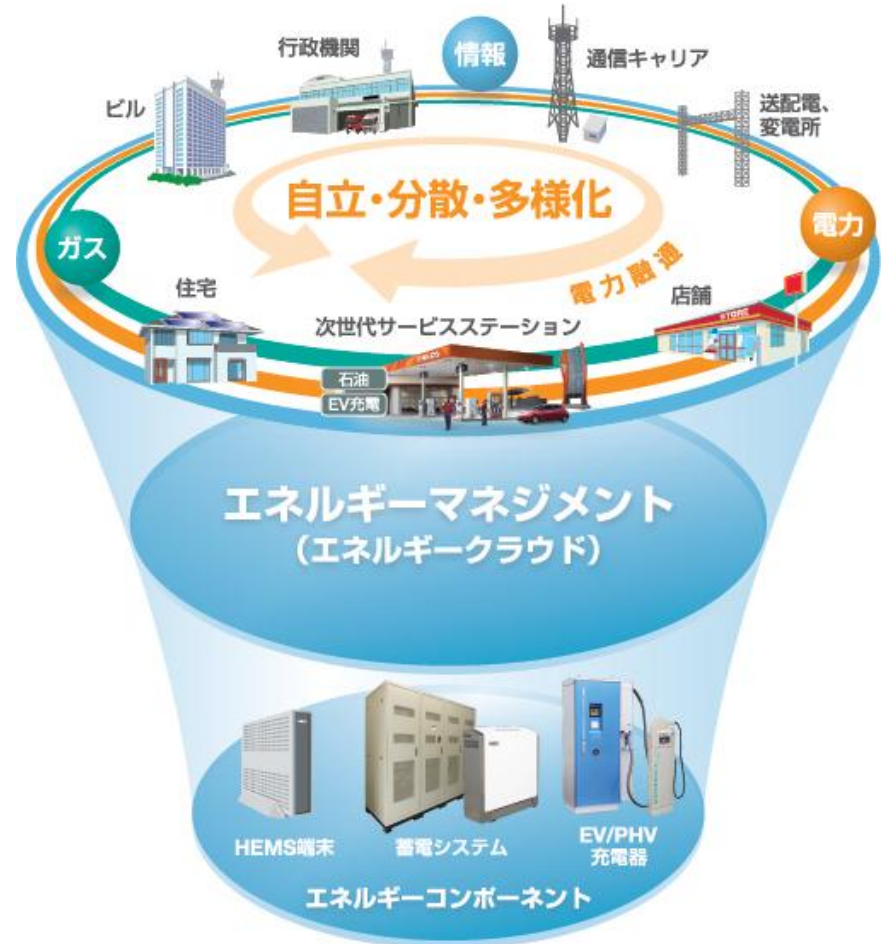 情報
行政機関
通信キャリア
ビル
送配電、
変電所
自立・分散・多様化
電力
ガス
電力融通
住宅
店舗
STORE
次世代サービスステーション
石油
EV充電
エネルギーマネジメント
（エネルギークラウド）
HEMS端末
蓄電システム
EV/PHV
充電器
エネルギーコンポーネント